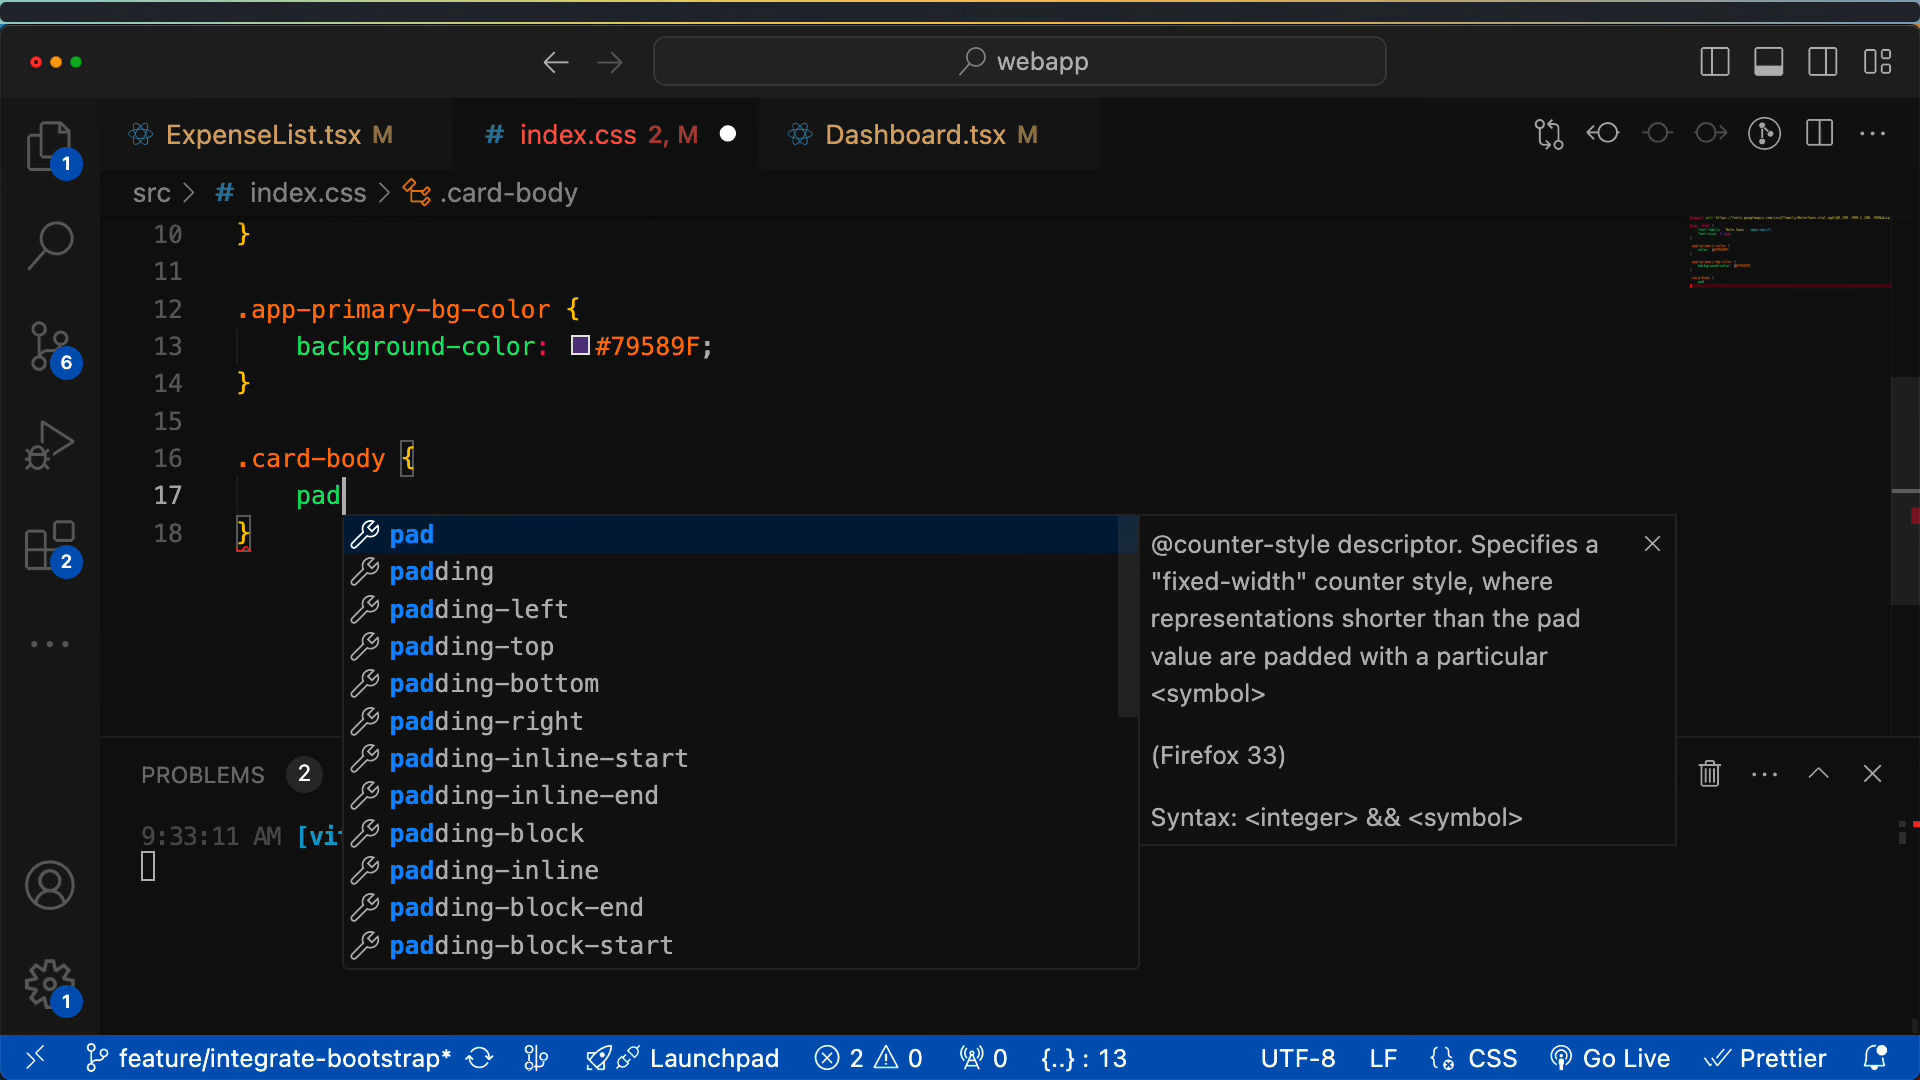 webapp
ExpenseList.tsx M
# index.css 2, M
Dashboard.tsx M
src > # index.css > .card-body
10 }
11
12 .app-primary-bg-color {
13 background-color: #79589F;
14 }
15
16 .card-body {
17 pad
18 }
pad
padding
padding-left
padding-top
padding-bottom
padding-right
padding-inline-start
padding-inline-end
padding-block
padding-inline
padding-block-end
padding-block-start
@counter-style descriptor. Specifies a
"fixed-width" counter style, where
representations shorter than the pad
value are padded with a particular
<symbol>
(Firefox 33)
Syntax: <integer> && <symbol>
1
6
2
1
PROBLEMS 2
9:33:11 AM [vit
feature/integrate-bootstrap* Launchpad 2 0 0 {..} : 13 UTF-8 LF CSS Go Live Prettier